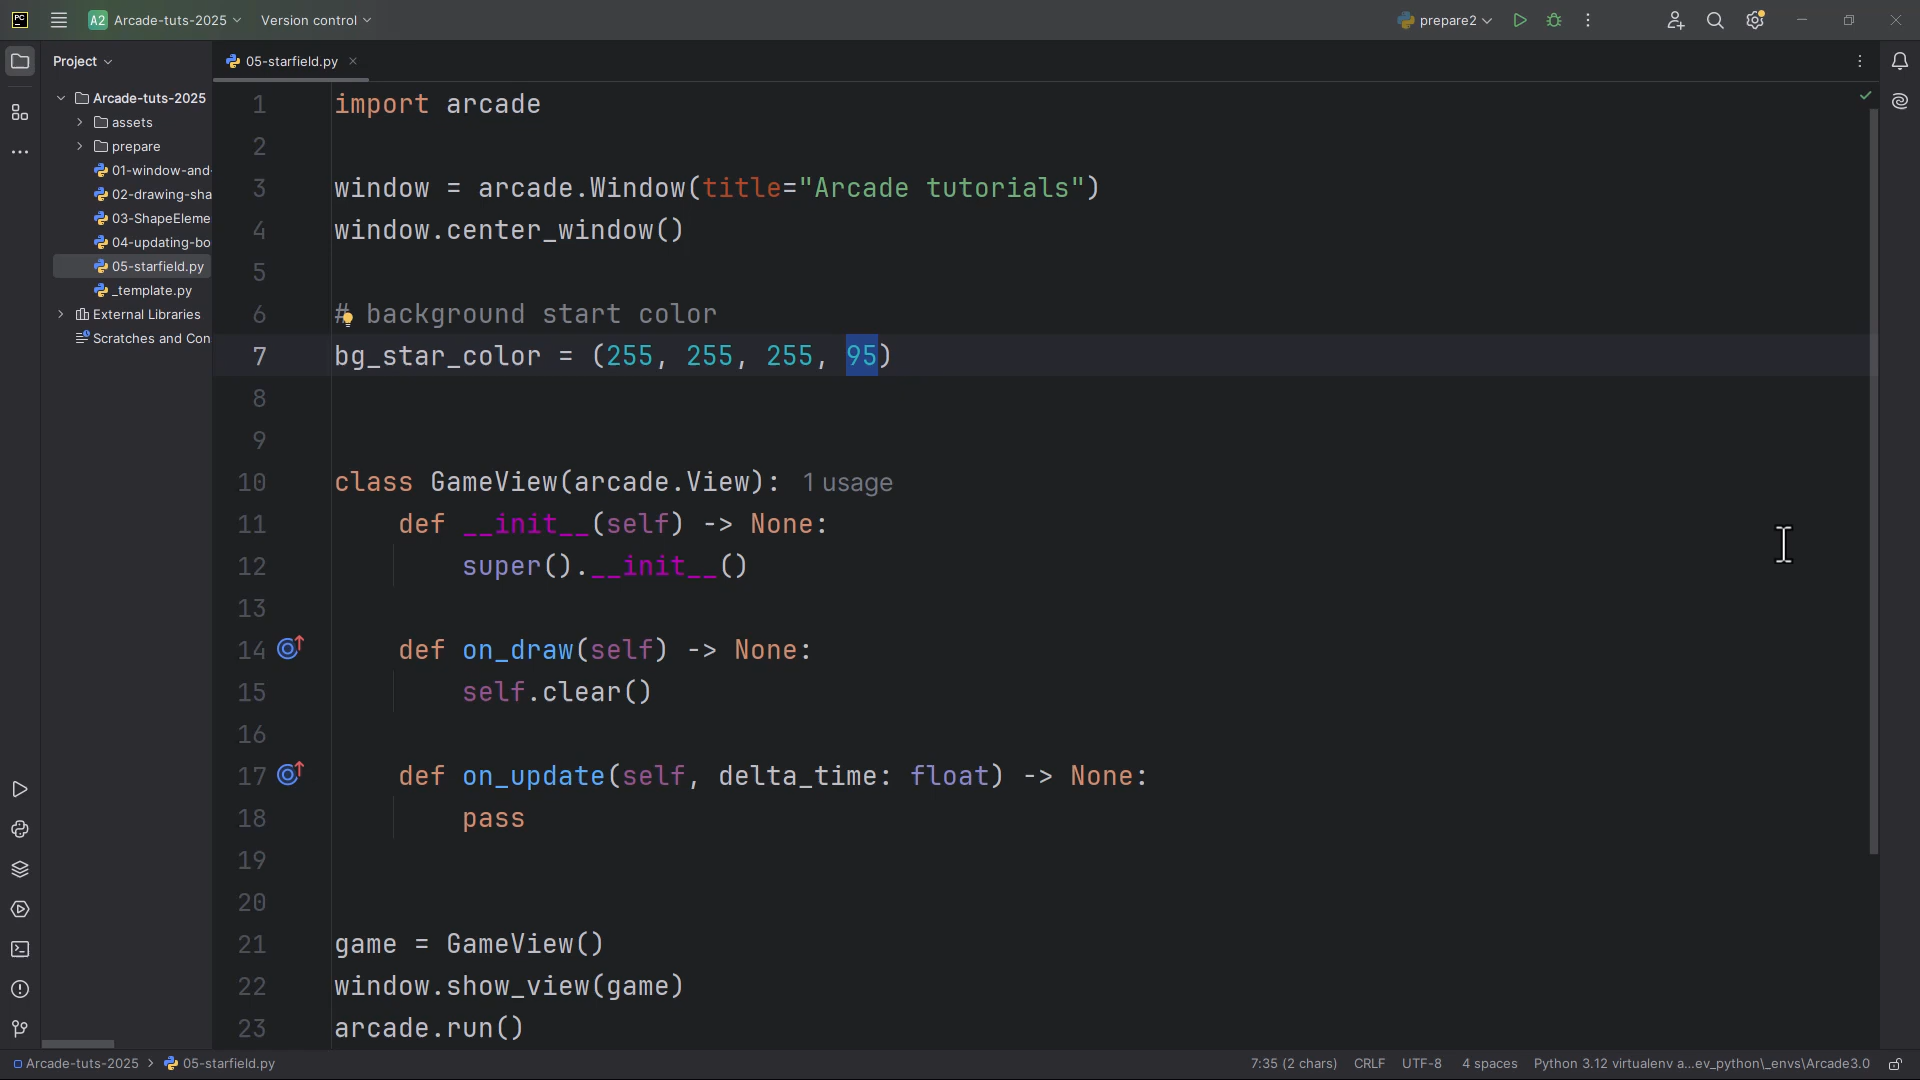 PC
A2 Arcade-tuts-2025
Version control
prepare2
Project
05-starfield.py
Arcade-tuts-2025
assets
prepare
01-window-and-
02-drawing-sha
03-ShapeEleme
04-updating-bo
05-starfield.py
_template.py
External Libraries
Scratches and Con
1 import arcade
2
3 window = arcade.Window(title="Arcade tutorials")
4 window.center_window()
5
6 # background start color
7 bg_star_color = (255, 255, 255, 95)
8
9
10 class GameView(arcade.View): 1 usage
11 def __init__(self) -> None:
12 super().__init__()
13
14 def on_draw(self) -> None:
15 self.clear()
16
17 def on_update(self, delta_time: float) -> None:
18 pass
19
20
21 game = GameView()
22 window.show_view(game)
23 arcade.run()
Arcade-tuts-2025 > 05-starfield.py
7:35 (2 chars) CRLF UTF-8 4 spaces Python 3.12 virtualenv a...ev_python\_envs\Arcade3.0